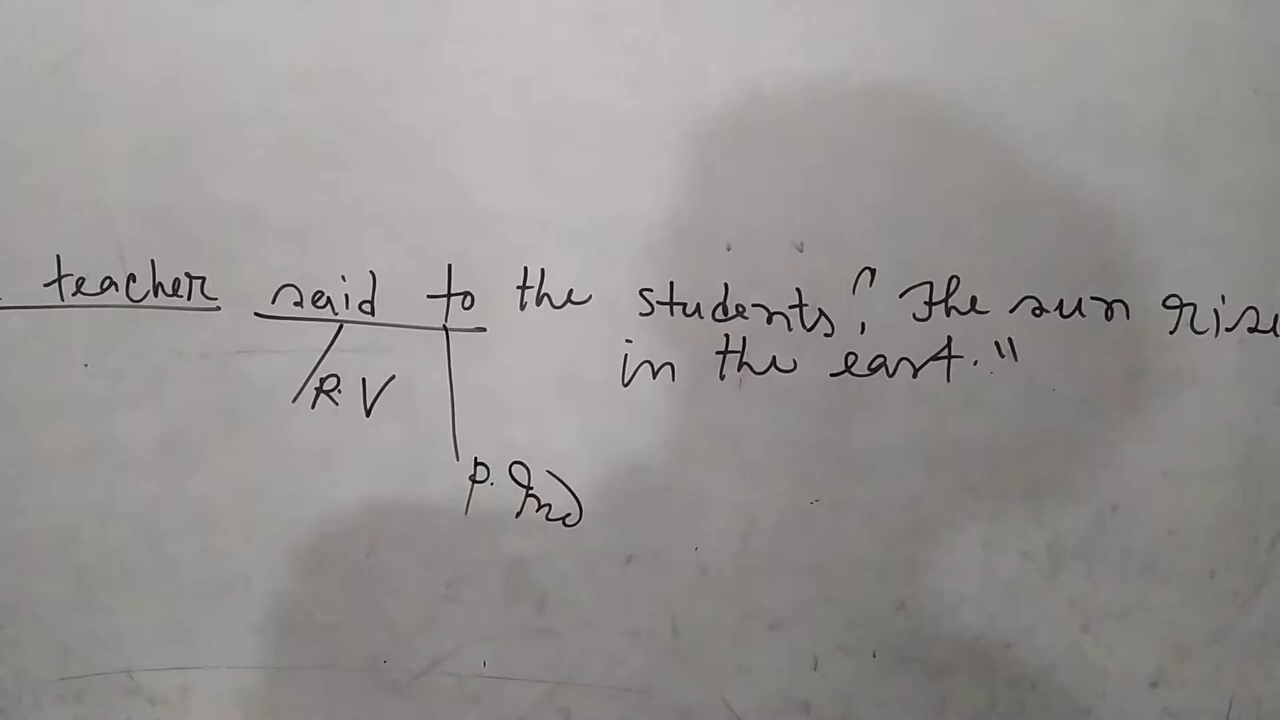 teacher said to the students, "The sun rise
in the east."
R.V
P. Ind